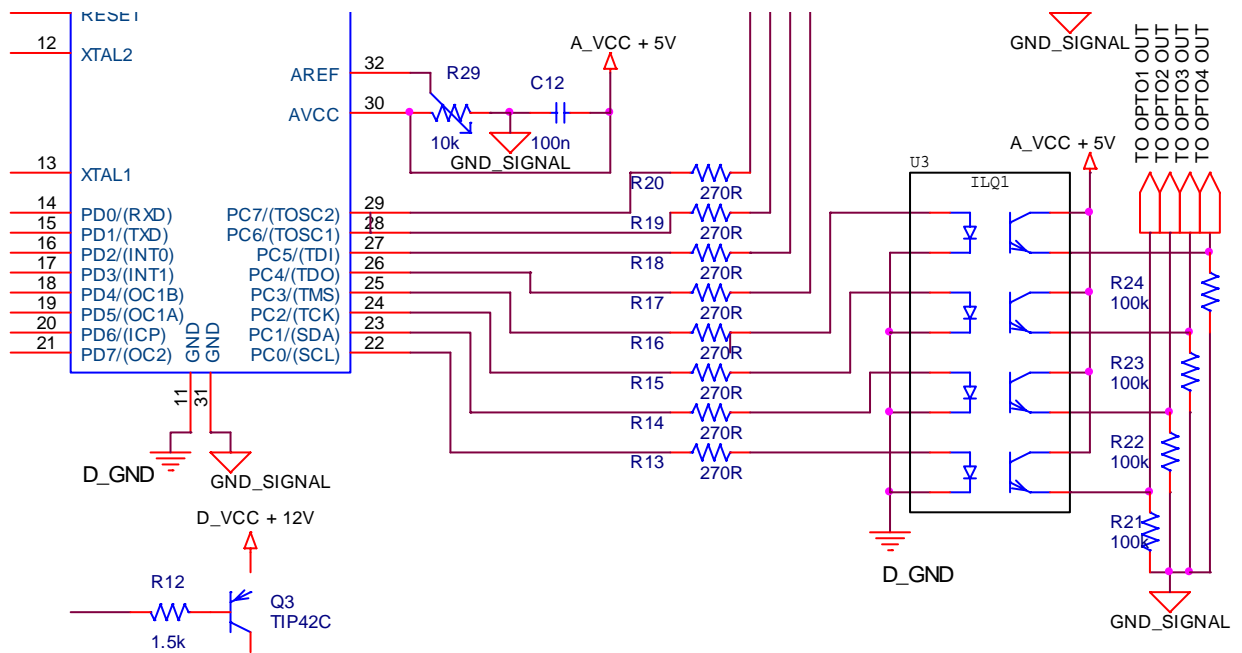 RESET
12
XTAL2
AREF
32
AVCC
30
R29
10k
C12
100n
A_VCC + 5V
GND_SIGNAL
GND_SIGNAL
TO OPTO1 OUT
TO OPTO2 OUT
TO OPTO3 OUT
TO OPTO4 OUT
13
XTAL1
14
PD0/(RXD)
15
PD1/(TXD)
16
PD2/(INT0)
17
PD3/(INT1)
18
PD4/(OC1B)
19
PD5/(OC1A)
20
PD6/(ICP)
21
PD7/(OC2)
GND
GND
11
31
PC7/(TOSC2)
29
PC6/(TOSC1)
28
PC5/(TDI)
27
PC4/(TDO)
26
PC3/(TMS)
25
PC2/(TCK)
24
PC1/(SDA)
23
PC0/(SCL)
22
R20
270R
R19
270R
R18
270R
R17
270R
R16
270R
R15
270R
R14
270R
R13
270R
U3
ILQ1
A_VCC + 5V
R24
100k
R23
100k
R22
100k
R21
100k
D_GND
GND_SIGNAL
D_GND
GND_SIGNAL
D_VCC + 12V
R12
1.5k
Q3
TIP42C